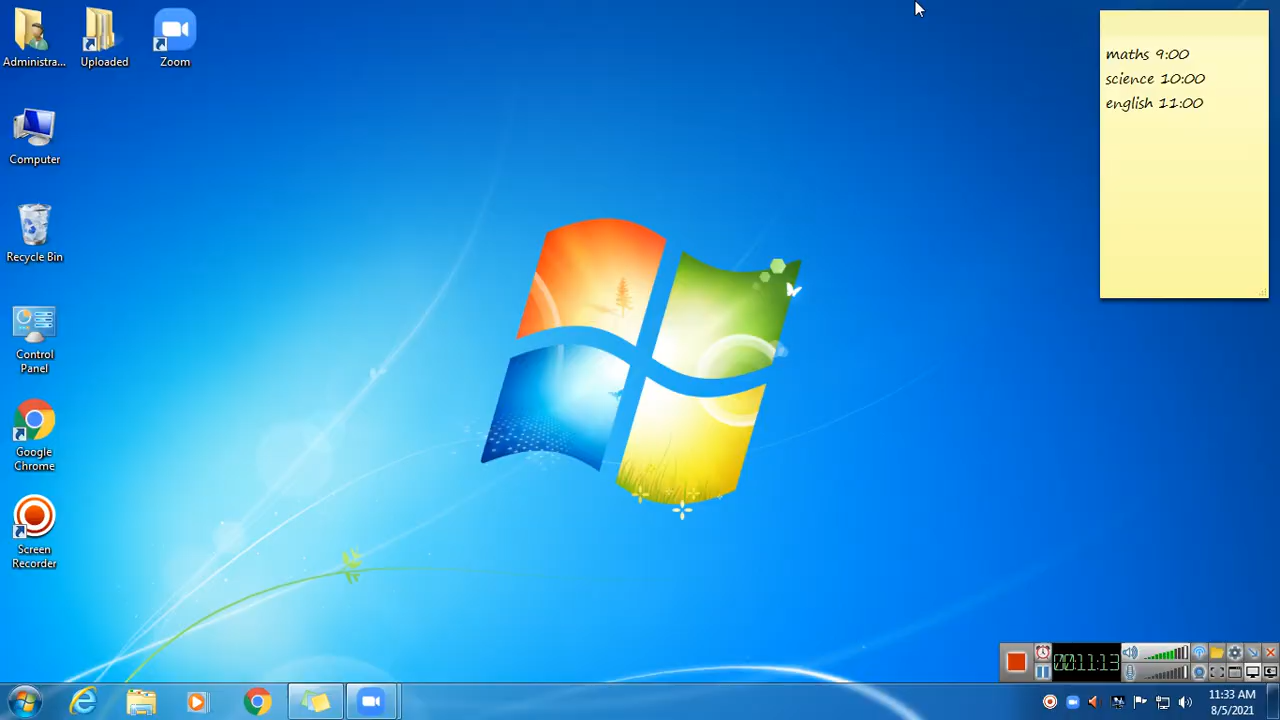 Administra...
Uploaded
Zoom
Computer
Recycle Bin
Control
Panel
Google
Chrome
Screen
Recorder
maths 9:00
science 10:00
english 11:00
00:11:13
11:33 AM
8/5/2021